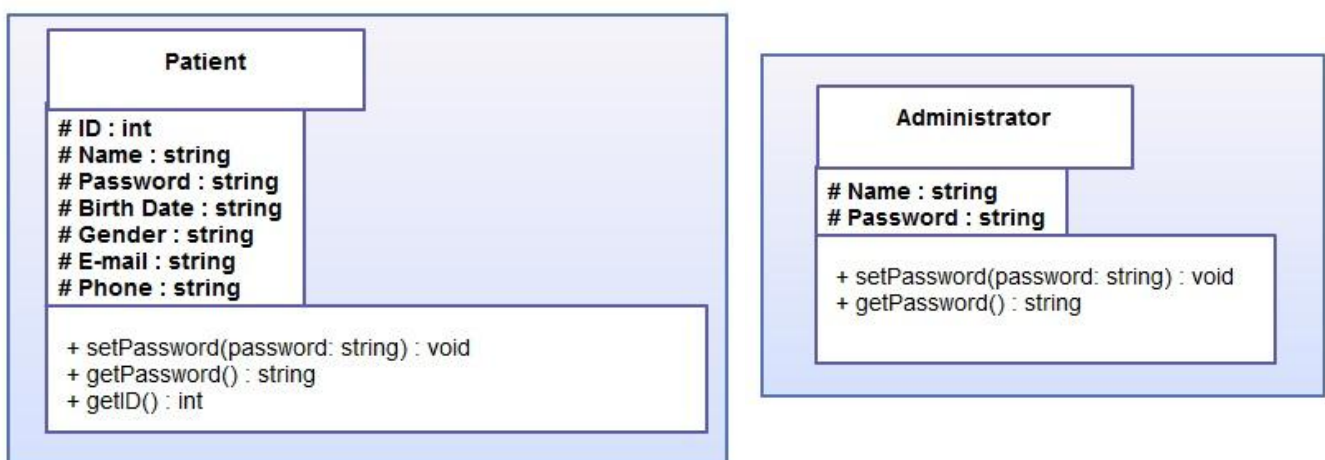 Patient
# ID : int
# Name : string
# Password : string
# Birth Date : string
# Gender : string
# E-mail : string
# Phone : string
+ setPassword(password: string) : void
+ getPassword() : string
+ getID() : int
Administrator
# Name : string
# Password : string
+ setPassword(password: string) : void
+ getPassword() : string